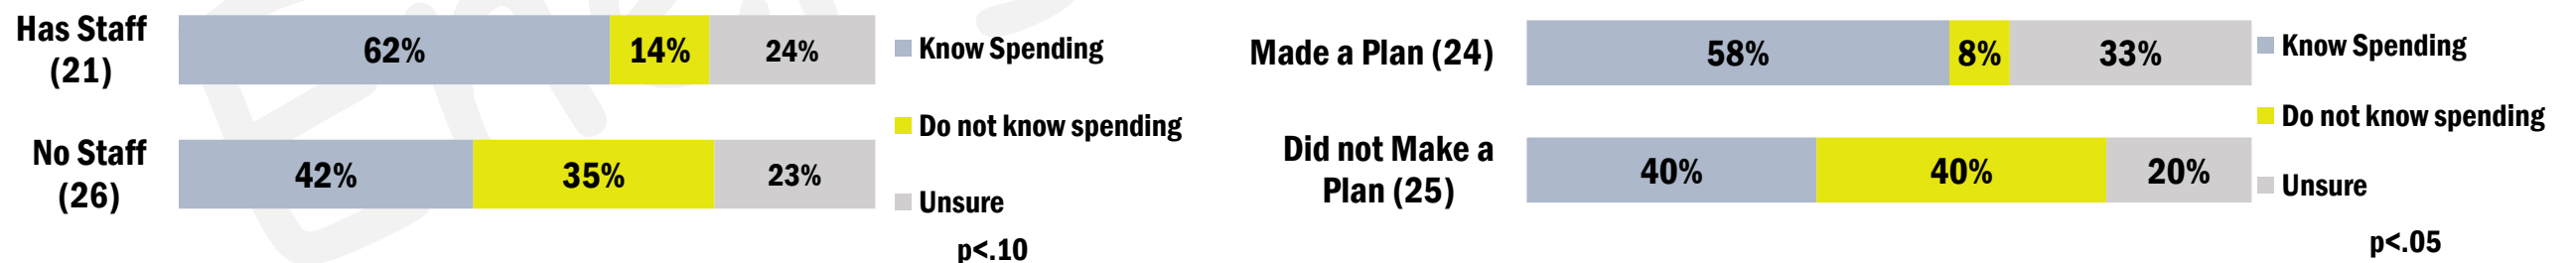 Has Staff
(21)
62%
14%
24%
No Staff
(26)
42%
35%
23%
Know Spending
Do not know spending
Unsure
p<.10
Made a Plan (24)
58%
8%
33%
Did not Make a
Plan (25)
40%
40%
20%
Know Spending
Do not know spending
Unsure
p<.05